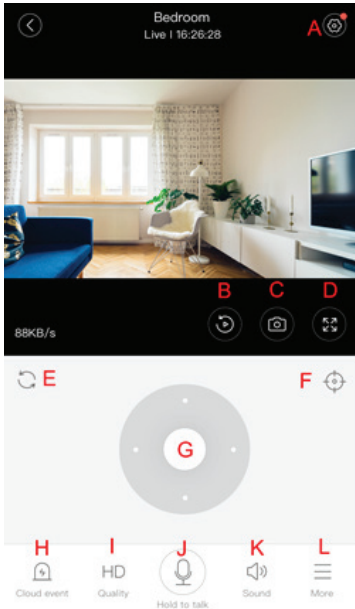 Bedroom
Live | 16:26:28
A
B C D
88KB/s
E F
G
H I J K L
HD
Cloud event Quality Hold to talk Sound More